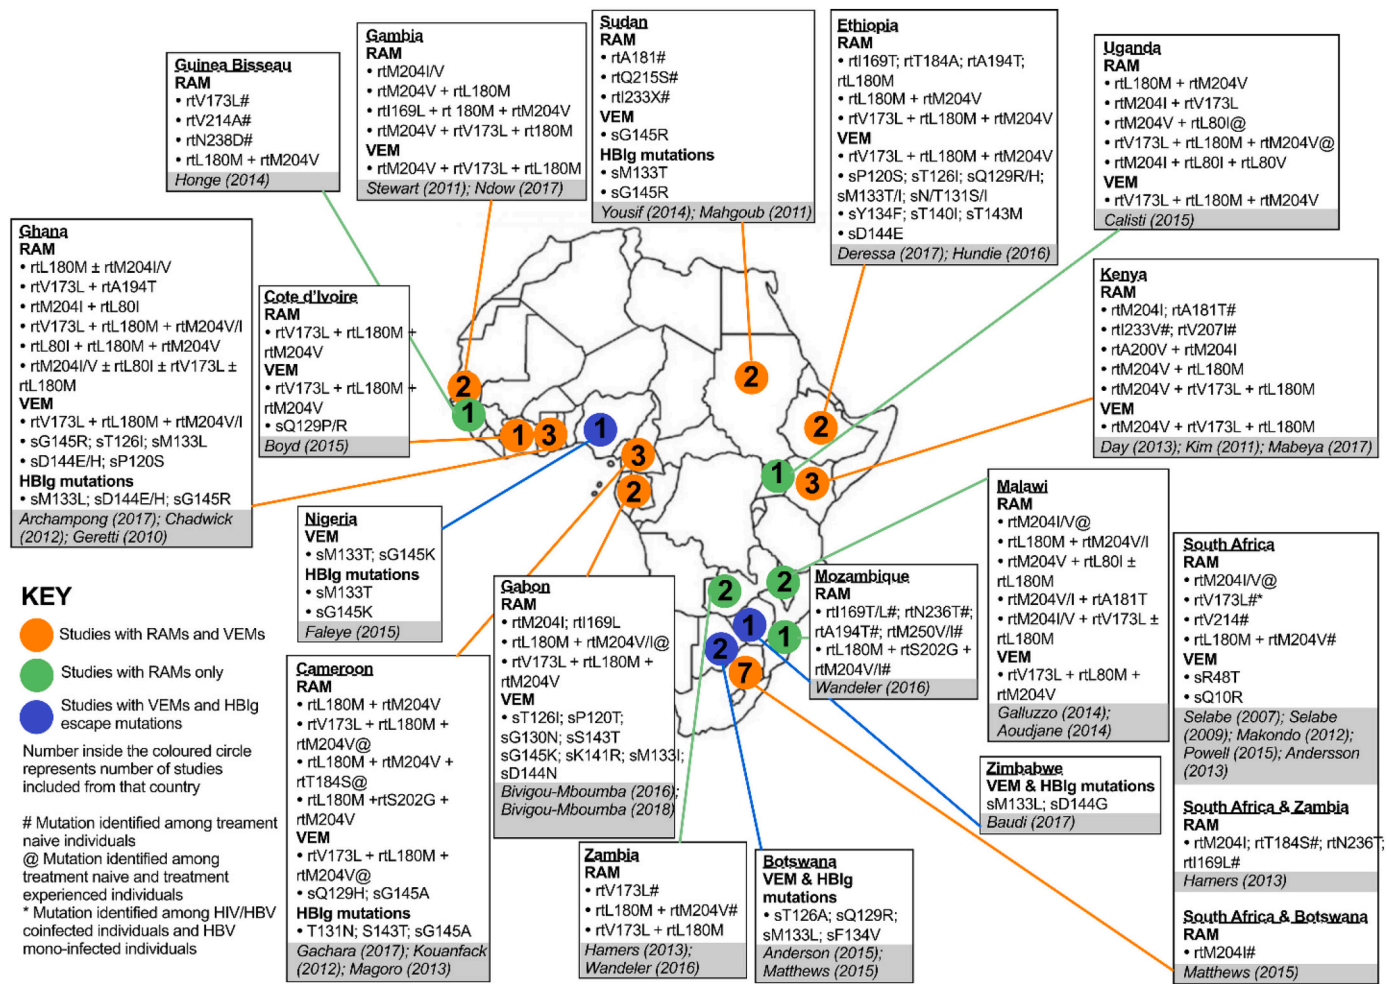 Guinea Bissau
RAM
• rtV173L#
• rtV214A#
• rtN238D#
• rtL180M + rtM204V
Honge (2014)
Gambia
RAM
• rtM204I/V
• rtM204V + rtL180M
• rtI169L + rt 180M + rtM204V
• rtM204V + rtV173L + rt180M
VEM
• rtM204V + rtV173L + rtL180M
Stewart (2011); Ndow (2017)
Sudan
RAM
• rtA181#
• rtQ215S#
• rtI233X#
VEM
• sG145R
HBIg mutations
• sM133T
• sG145R
Yousif (2014); Mahgoub (2011)
Ethiopia
RAM
• rtI169T; rtT184A; rtA194T;
rtL180M
• rtL180M + rtM204V
• rtV173L + rtL180M + rtM204V
VEM
• rtV173L + rtL180M + rtM204V
• sP120S; sT126I; sQ129R/H;
sM133T/I; sN/T131S/I
• sY134F; sT140I; sT143M
• sD144E
Deressa (2017); Hundie (2016)
Uganda
RAM
• rtL180M + rtM204V
• rtM204I + rtV173L
• rtM204V + rtL80I@
• rtV173L + rtL180M + rtM204V@
• rtM204I + rtL80I + rtL80V
VEM
• rtV173L + rtL180M + rtM204V
Calisti (2015)
Ghana
RAM
• rtL180M ± rtM204I/V
• rtV173L + rtA194T
• rtM204I + rtL80I
• rtV173L + rtL180M + rtM204V/I
• rtL80I + rtL180M + rtM204V
• rtM204I/V ± rtL80I ± rtV173L ±
rtL180M
VEM
• rtV173L + rtL180M + rtM204V/I
• sG145R; sT126I; sM133L
• sD144E/H; sP120S
HBIg mutations
• sM133L; sD144E/H; sG145R
Archampong (2017); Chadwick
(2012); Geretti (2010)
Cote d'Ivoire
RAM
• rtV173L + rtL180M +
rtM204V
VEM
• rtV173L + rtL180M +
rtM204V
• sQ129P/R
Boyd (2015)
Kenya
RAM
• rtM204I; rtA181T#
• rtI233V#; rtV207I#
• rtA200V + rtM204I
• rtM204V + rtL180M
• rtM204V + rtV173L + rtL180M
VEM
• rtM204V + rtV173L + rtL180M
Day (2013); Kim (2011); Mabeya (2017)
2
1
1
3
1
3
2
2
2
1
3
2
2
1
1
2
7
Nigeria
VEM
• sM133T; sG145K
HBIg mutations
• sM133T
• sG145K
Faleye (2015)
Gabon
RAM
• rtM204I; rtI169L
• rtL180M + rtM204V/I@
• rtV173L + rtL180M +
rtM204V
VEM
• sT126I; sP120T;
sG130N; sS143T
sG145K; sK141R; sM133I;
sD144N
Bivigou-Mboumba (2016);
Bivigou-Mboumba (2018)
Mozambique
RAM
• rtI169T/L#; rtN236T#;
rtA194T#; rtM250V/I#
• rtL180M + rtS202G +
rtM204V/I#
Wandeler (2016)
Malawi
RAM
• rtM204I/V@
• rtL180M + rtM204V/I
• rtM204V + rtL80I ±
rtL180M
• rtM204V/I + rtA181T
• rtM204I/V + rtV173L ±
rtL180M
VEM
• rtV173L + rtL80M +
rtM204V
Galluzzo (2014);
Aoudjane (2014)
South Africa
RAM
• rtM204I/V@
• rtV173L#*
• rtV214#
• rtL180M + rtM204V#
VEM
• sR48T
• sQ10R
Selabe (2007); Selabe
(2009); Makondo (2012);
Powell (2015); Andersson
(2013)
South Africa & Zambia
RAM
• rtM204I; rtT184S#; rtN236T;
rtI169L#
Hamers (2013)
South Africa & Botswana
RAM
• rtM204I#
Matthews (2015)
KEY
Studies with RAMs and VEMs
Studies with RAMs only
Studies with VEMs and HBIg
escape mutations
Number inside the coloured circle
represents number of studies
included from that country
# Mutation identified among treament
naive individuals
@ Mutation identified among
treatment naive and treatment
experienced individuals
* Mutation identified among HIV/HBV
coinfected individuals and HBV
mono-infected individuals
Cameroon
RAM
• rtL180M + rtM204V
• rtV173L + rtL180M +
rtM204V@
• rtL180M + rtM204V +
rtT184S@
• rtL180M +rtS202G +
rtM204V
VEM
• rtV173L + rtL180M +
rtM204V@
• sQ129H; sG145A
HBIg mutations
• T131N; S143T; sG145A
Gachara (2017); Kouanfack
(2012); Magoro (2013)
Zambia
RAM
• rtV173L#
• rtL180M + rtM204V#
• rtV173L + rtL180M
Hamers (2013);
Wandeler (2016)
Botswana
VEM & HBIg
mutations
• sT126A; sQ129R;
sM133L; sF134V
Anderson (2015);
Matthews (2015)
Zimbabwe
VEM & HBIg mutations
sM133L; sD144G
Baudi (2017)